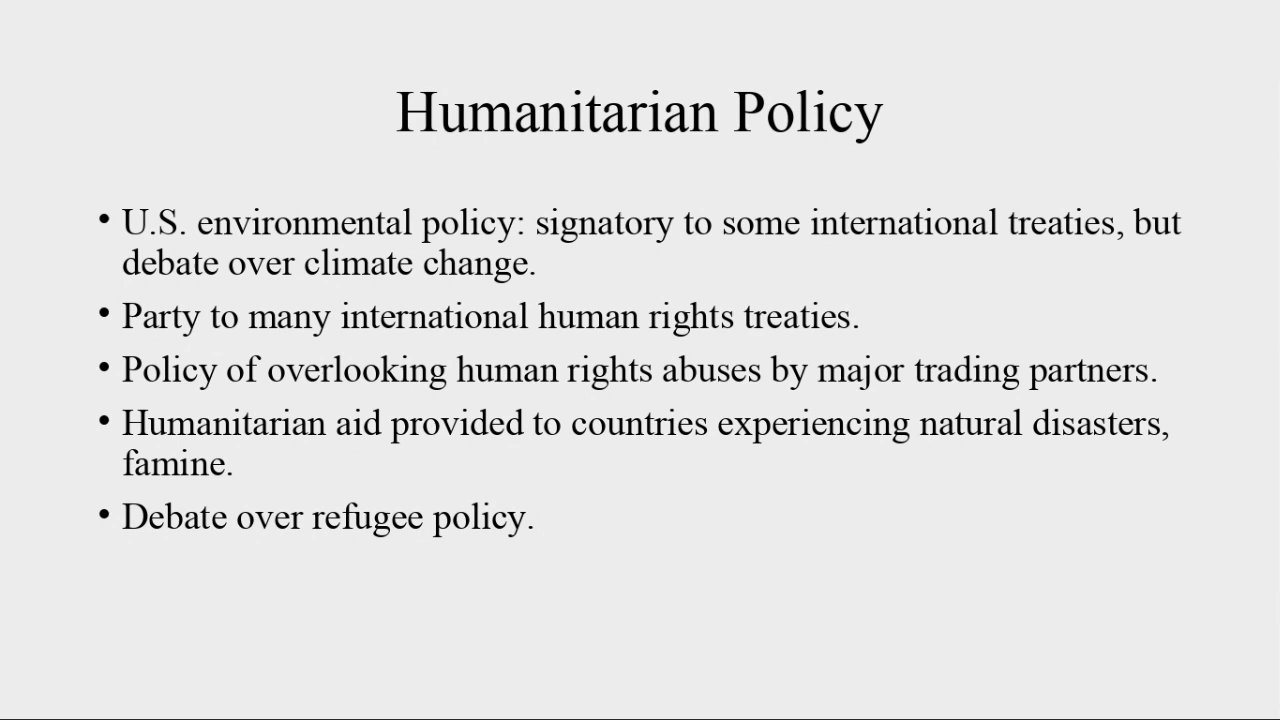 Humanitarian Policy
• U.S. environmental policy: signatory to some international treaties, but
debate over climate change.
• Party to many international human rights treaties.
• Policy of overlooking human rights abuses by major trading partners.
• Humanitarian aid provided to countries experiencing natural disasters,
famine.
• Debate over refugee policy.